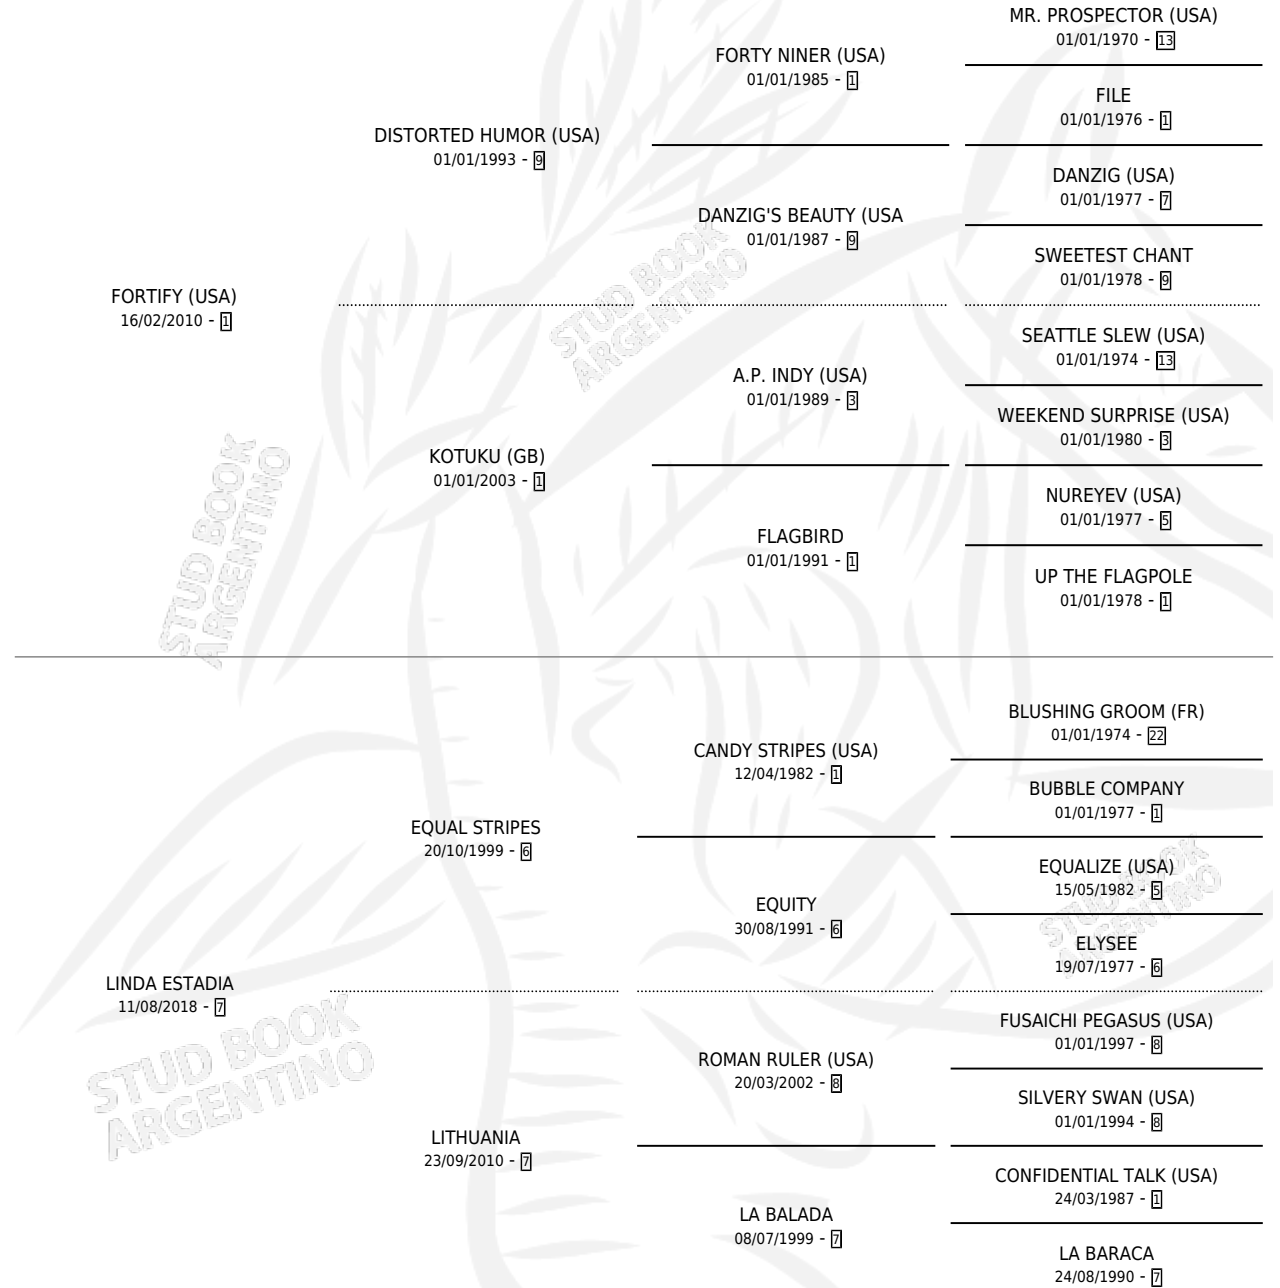 MR. PROSPECTOR (USA)
01/01/1970 - 13
FORTY NINER (USA)
01/01/1985 - 1
FILE
01/01/1976 - 1
DISTORTED HUMOR (USA)
01/01/1993 - 9
DANZIG (USA)
01/01/1977 - 7
DANZIG'S BEAUTY (USA
01/01/1987 - 9
SWEETEST CHANT
01/01/1978 - 9
FORTIFY (USA)
16/02/2010 - 1
STUD BOOK
ARGENTINO
SEATTLE SLEW (USA)
01/01/1974 - 13
A.P. INDY (USA)
01/01/1989 - 3
WEEKEND SURPRISE (USA)
01/01/1980 - 3
KOTUKU (GB)
01/01/2003 - 1
NUREYEV (USA)
01/01/1977 - 5
FLAGBIRD
01/01/1991 - 1
UP THE FLAGPOLE
01/01/1978 - 1
STUD BOOK
ARGENTINO
BLUSHING GROOM (FR)
01/01/1974 - 22
CANDY STRIPES (USA)
12/04/1982 - 1
BUBBLE COMPANY
01/01/1977 - 1
EQUAL STRIPES
20/10/1999 - 6
EQUALIZE (USA)
15/05/1982 - 5
EQUITY
30/08/1991 - 6
ELYSEE
19/07/1977 - 6
STUD BOOK
ARGENTINO
LINDA ESTADIA
11/08/2018 - 7
FUSAICHI PEGASUS (USA)
01/01/1997 - 8
ROMAN RULER (USA)
20/03/2002 - 8
SILVERY SWAN (USA)
01/01/1994 - 8
STUD BOOK
ARGENTINO
LITHUANIA
23/09/2010 - 7
CONFIDENTIAL TALK (USA)
24/03/1987 - 1
LA BALADA
08/07/1999 - 7
LA BARACA
24/08/1990 - 7